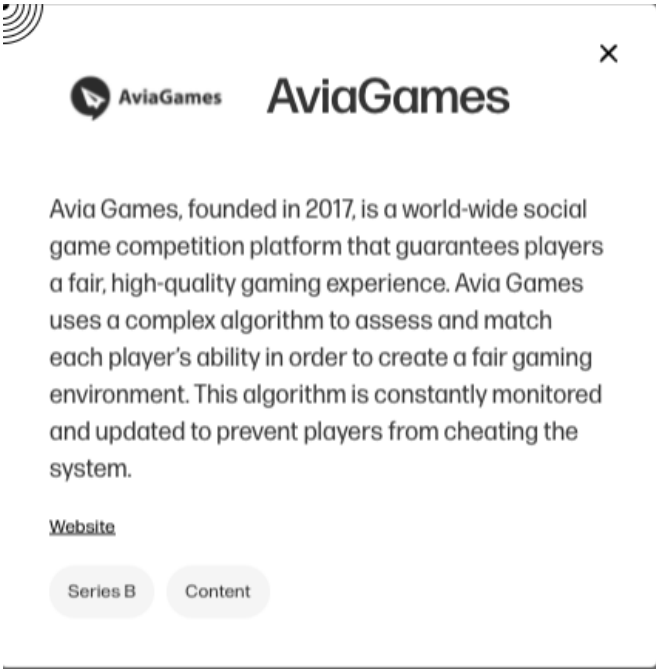 AviaGames AviaGames
Avia Games, founded in 2017, is a world-wide social
game competition platform that guarantees players
a fair, high-quality gaming experience. Avia Games
uses a complex algorithm to assess and match
each player's ability in order to create a fair gaming
environment. This algorithm is constantly monitored
and updated to prevent players from cheating the
system.
Website
Series B Content